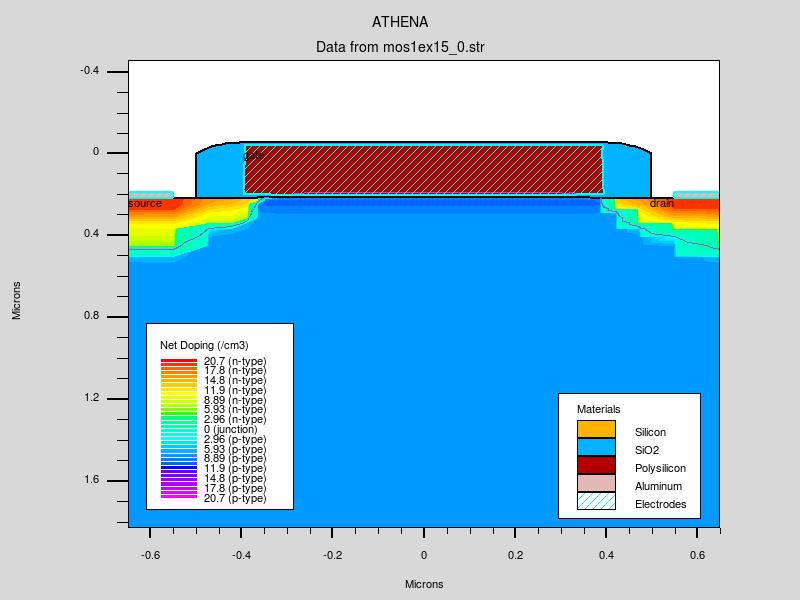 ATHENA
Data from mos1ex15_0.str
-0.4
0
0.4
0.8
1.2
1.6
Microns
gate
source
drain
Net Doping (/cm3)
20.7 (n-type)
17.8 (n-type)
14.8 (n-type)
11.9 (n-type)
8.89 (n-type)
5.93 (n-type)
2.96 (n-type)
0 (junction)
2.96 (p-type)
5.93 (p-type)
8.89 (p-type)
11.9 (p-type)
14.8 (p-type)
17.8 (p-type)
20.7 (p-type)
Materials
Silicon
SiO2
Polysilicon
Aluminum
Electrodes
-0.6
-0.4
-0.2
0
0.2
0.4
0.6
Microns